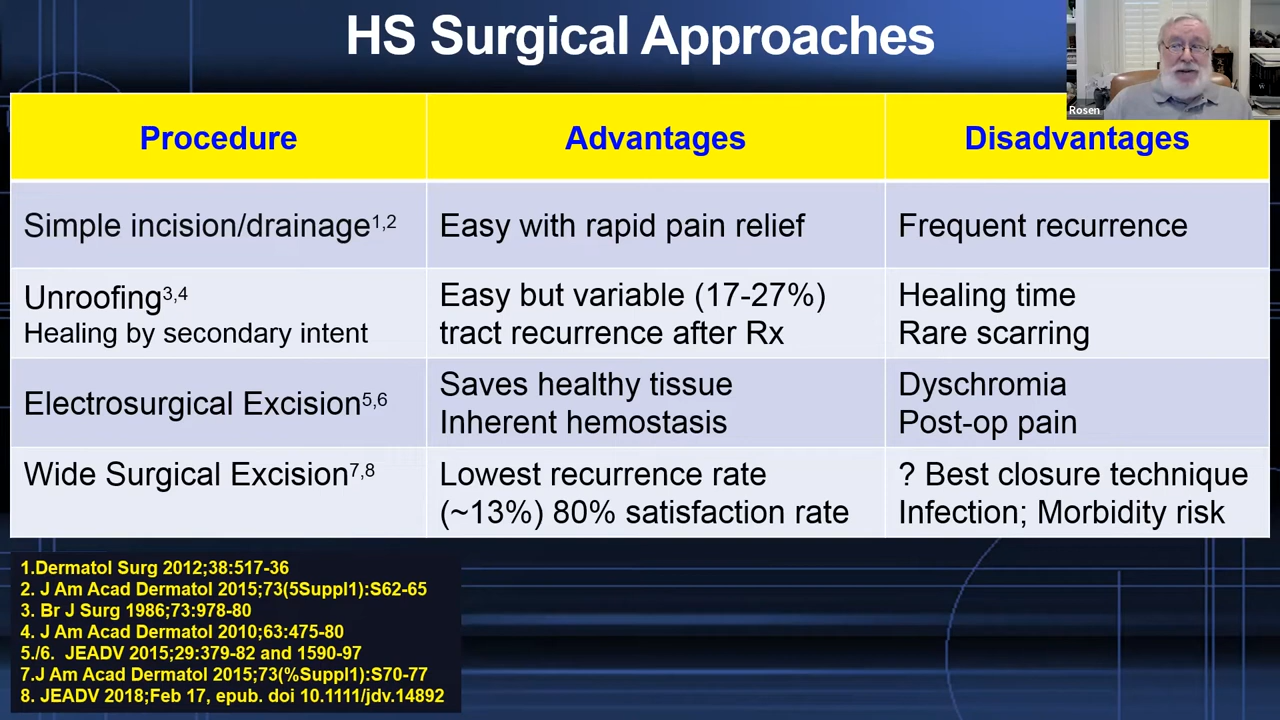 HS Surgical Approaches
Rosen
Procedure
Advantages
Disadvantages
Simple incision/drainage1,2
Easy with rapid pain relief
Frequent recurrence
Unroofing3,4
Healing by secondary intent
Easy but variable (17-27%)
tract recurrence after Rx
Healing time
Rare scarring
Electrosurgical Excision5,6
Saves healthy tissue
Inherent hemostasis
Dyschromia
Post-op pain
Wide Surgical Excision7,8
Lowest recurrence rate
(~13%) 80% satisfaction rate
? Best closure technique
Infection; Morbidity risk
1.Dermatol Surg 2012;38:517-36
2. J Am Acad Dermatol 2015;73(5Suppl1):S62-65
3. Br J Surg 1986;73:978-80
4. J Am Acad Dermatol 2010;63:475-80
5./6. JEADV 2015;29:379-82 and 1590-97
7.J Am Acad Dermatol 2015;73(%Suppl1):S70-77
8. JEADV 2018;Feb 17, epub. doi 10.1111/jdv.14892